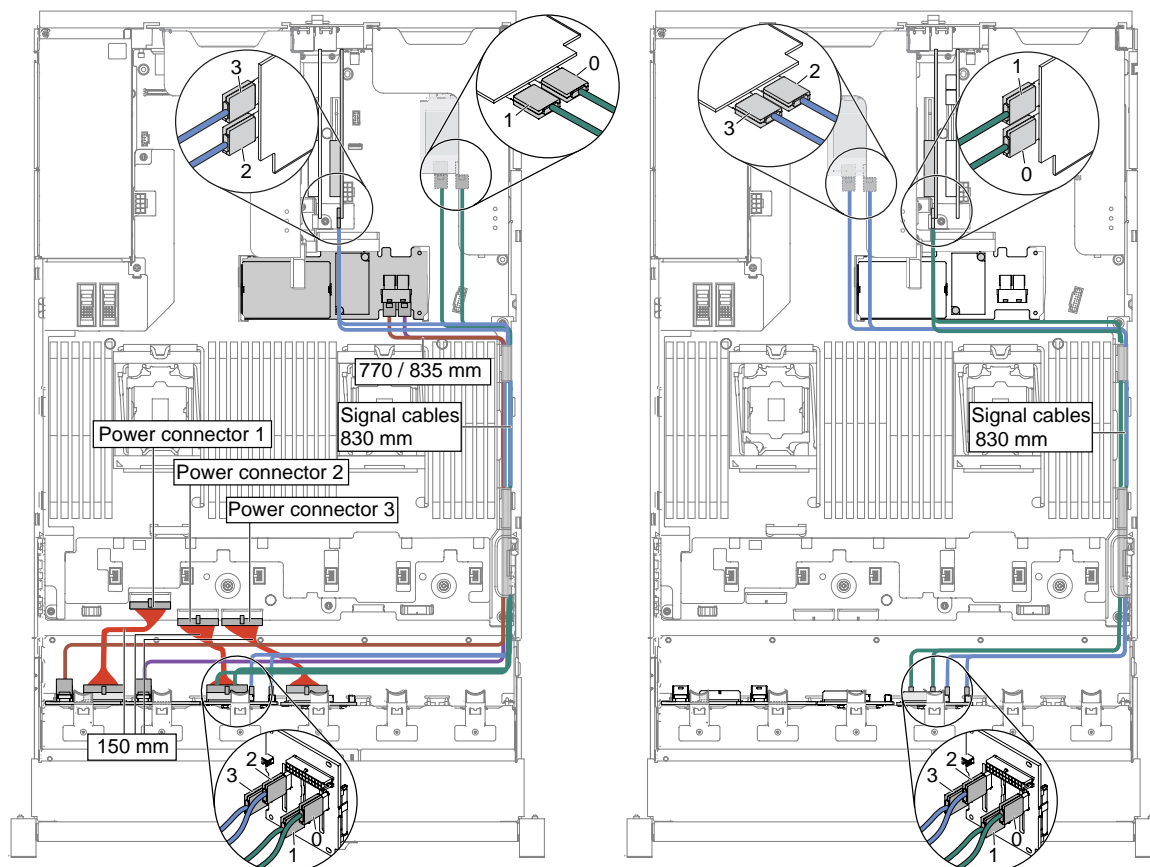 3
2
0
1
770 / 835 mm
Signal cables
830 mm
Power connector 1
Power connector 2
Power connector 3
150 mm
3
2
0
1
2
3
1
0
Signal cables
830 mm
3
2
0
1